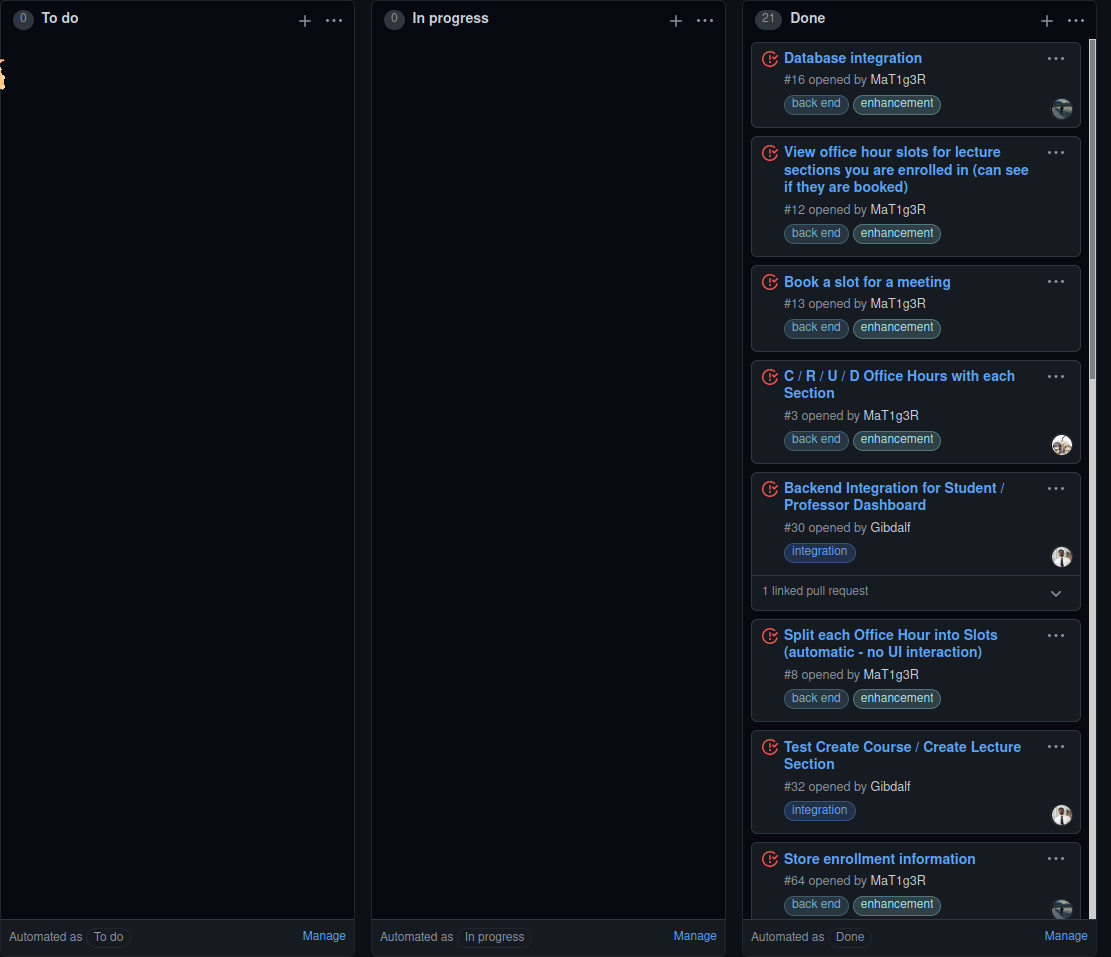 0 To do
0 In progress
21 Done
Database integration
#16 opened by MaT1g3R
back end enhancement
View office hour slots for lecture
sections you are enrolled in (can see
if they are booked)
#12 opened by MaT1g3R
back end enhancement
Book a slot for a meeting
#13 opened by MaT1g3R
back end enhancement
C / R / U / D Office Hours with each
Section
#3 opened by MaT1g3R
back end enhancement
Backend Integration for Student /
Professor Dashboard
#30 opened by Gibdalf
integration
1 linked pull request
Split each Office Hour into Slots
(automatic - no UI interaction)
#8 opened by MaT1g3R
back end enhancement
Test Create Course / Create Lecture
Section
#32 opened by Gibdalf
integration
Store enrollment information
#64 opened by MaT1g3R
back end enhancement
Automated as To do Manage
Automated as In progress Manage
Automated as Done Manage